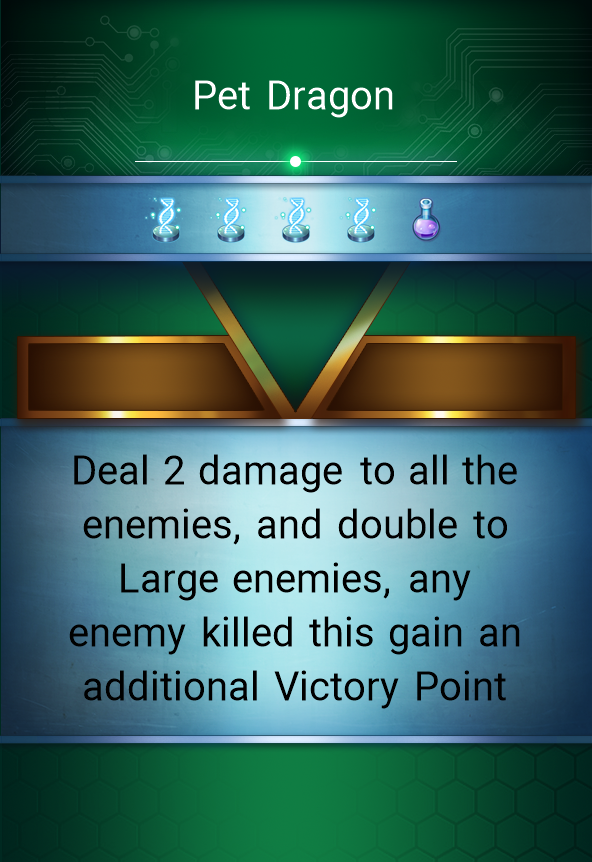 Pet Dragon
Deal 2 damage to all the
enemies, and double to
Large enemies, any
enemy killed this gain an
additional Victory Point